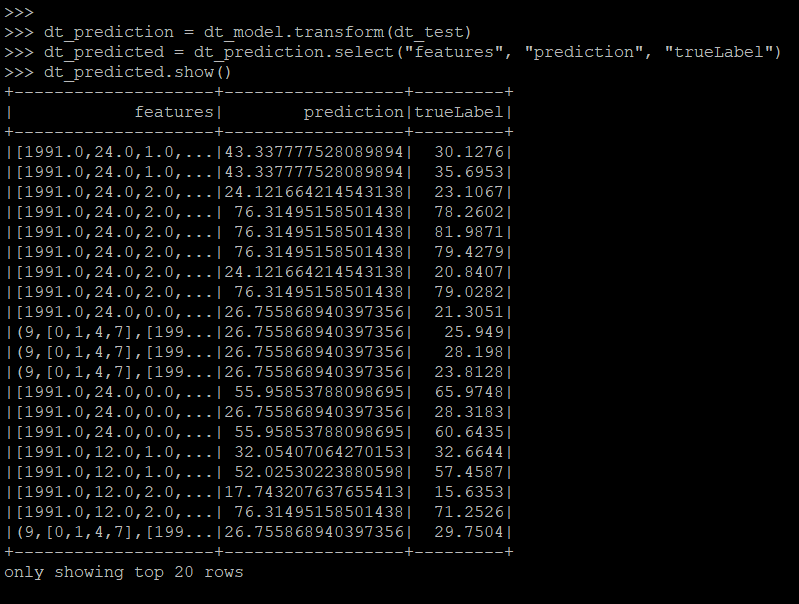 >>>
>>> dt_prediction = dt_model.transform(dt_test)
>>> dt_predicted = dt_prediction.select("features", "prediction", "trueLabel")
>>> dt_predicted.show()
+--------------------+------------------+---------+
|            features|        prediction|trueLabel|
+--------------------+------------------+---------+
|[1991.0,24.0,1.0,...|43.337777528089894|  30.1276|
|[1991.0,24.0,1.0,...|43.337777528089894|  35.6953|
|[1991.0,24.0,2.0,...|24.121664214543138|  23.1067|
|[1991.0,24.0,2.0,...| 76.31495158501438|  78.2602|
|[1991.0,24.0,2.0,...| 76.31495158501438|  81.9871|
|[1991.0,24.0,2.0,...| 76.31495158501438|  79.4279|
|[1991.0,24.0,2.0,...|24.121664214543138|  20.8407|
|[1991.0,24.0,2.0,...| 76.31495158501438|  79.0282|
|[1991.0,24.0,0.0,...|26.755868940397356|  21.3051|
|(9,[0,1,4,7],[199...|26.755868940397356|   25.949|
|(9,[0,1,4,7],[199...|26.755868940397356|   28.198|
|(9,[0,1,4,7],[199...|26.755868940397356|  23.8128|
|[1991.0,24.0,0.0,...| 55.95853788098695|  65.9748|
|[1991.0,24.0,0.0,...|26.755868940397356|  28.3183|
|[1991.0,24.0,0.0,...| 55.95853788098695|  60.6435|
|[1991.0,12.0,1.0,...| 32.05407064270153|  32.6644|
|[1991.0,12.0,1.0,...| 52.02530223880598|  57.4587|
|[1991.0,12.0,2.0,...|17.743207637655413|  15.6353|
|[1991.0,12.0,2.0,...| 76.31495158501438|  71.2526|
|(9,[0,1,4,7],[199...|26.755868940397356|  29.7504|
+--------------------+------------------+---------+
only showing top 20 rows